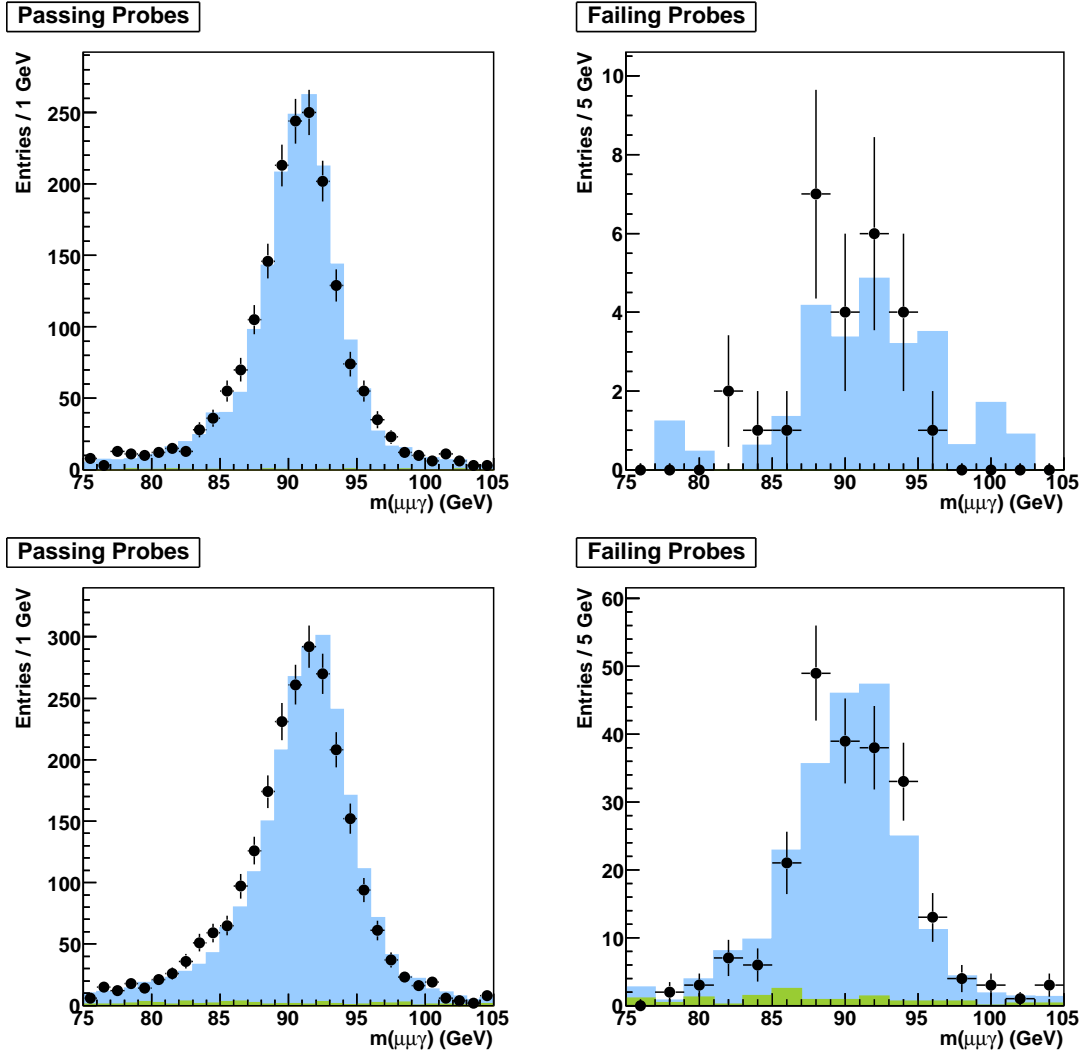 Passing Probes
Entries / 1 GeV
250
200
150
100
50
0
75 80 85 90 95 100 105
m(μμγ) (GeV)
Failing Probes
Entries / 5 GeV
10
8
6
4
2
0
75 80 85 90 95 100 105
m(μμγ) (GeV)
Passing Probes
Entries / 1 GeV
300
250
200
150
100
50
0
75 80 85 90 95 100 105
m(μμγ) (GeV)
Failing Probes
Entries / 5 GeV
60
50
40
30
20
10
0
75 80 85 90 95 100 105
m(μμγ) (GeV)